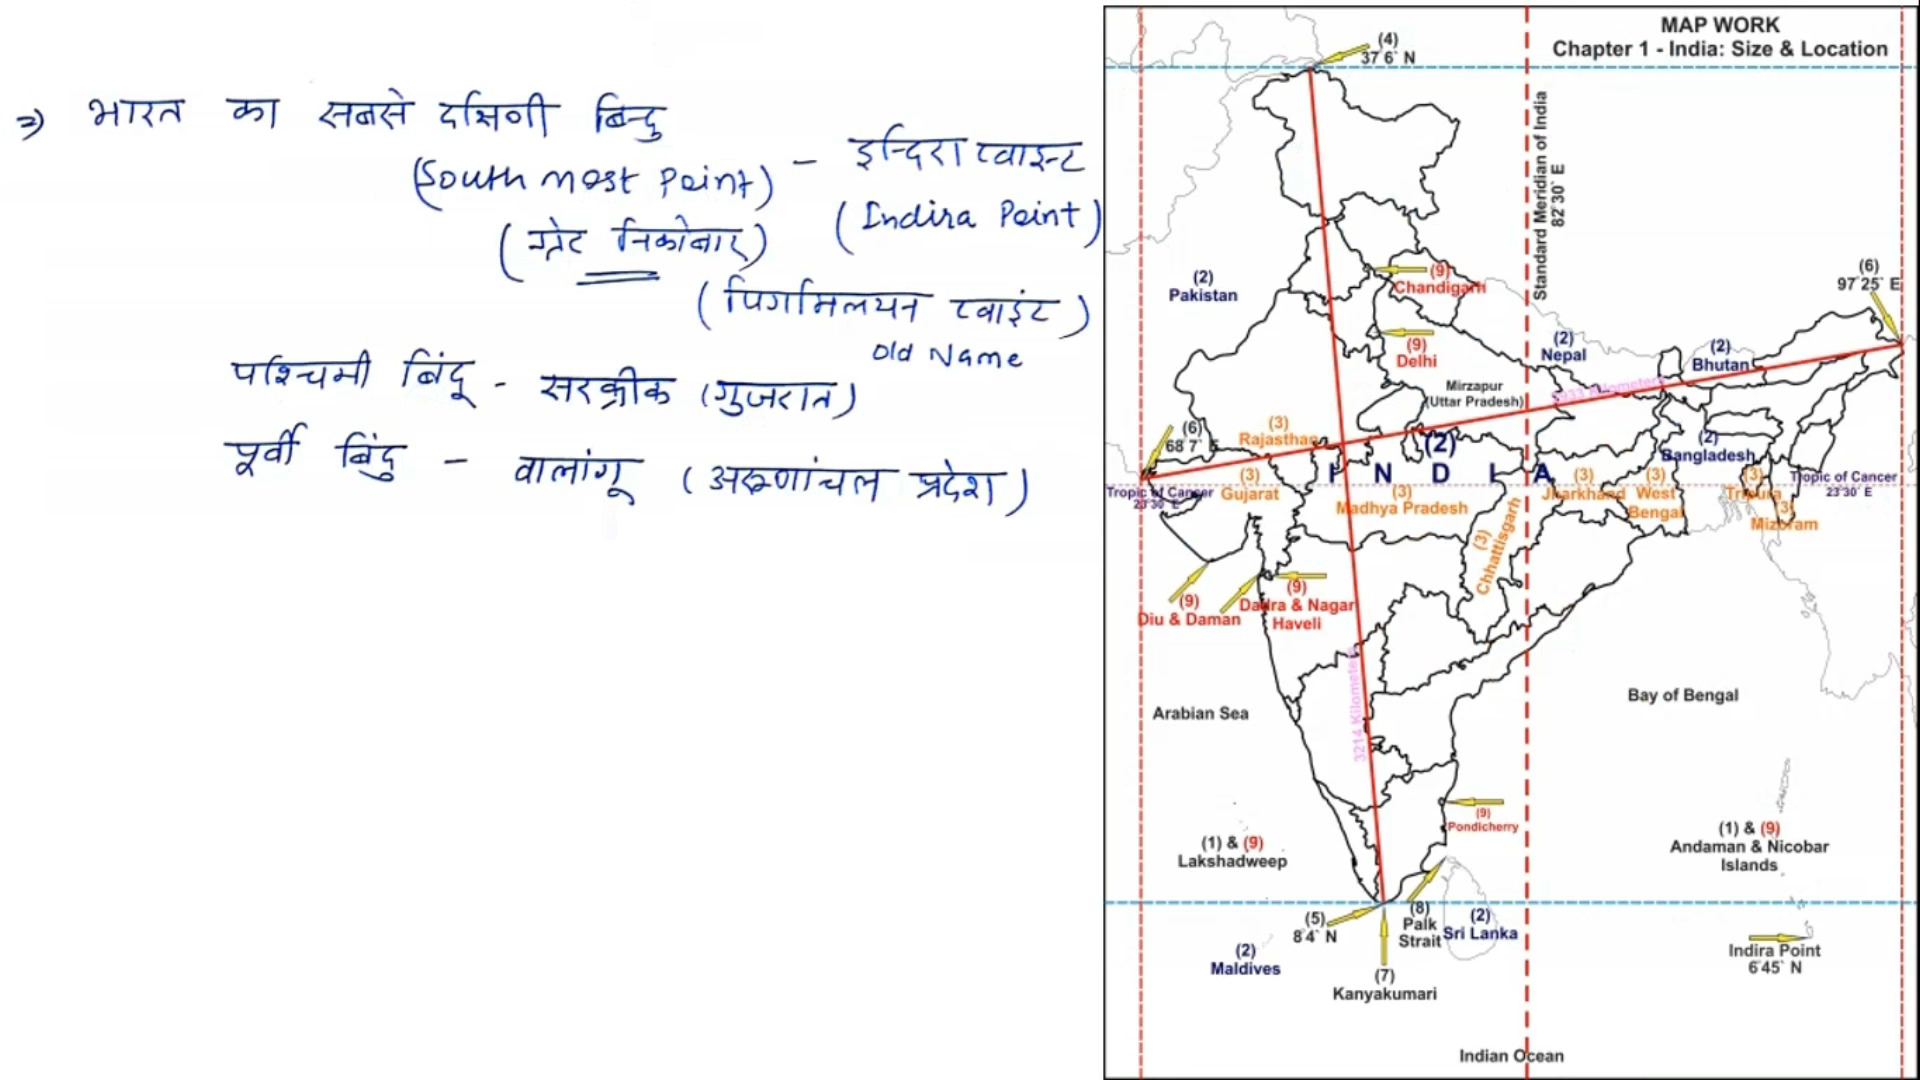 ⇒ भारत का सबसे दक्षिणी बिन्दु
(South most Point) - इन्दिरा प्वाइन्ट
(ग्रेट निकोबार) (Indira Point)
(पिगमिलयन प्वाइंट)
Old Name
पश्चिमी बिंदू - सरक्रीक (गुजरात)
पूर्वी बिंदु - वालांगू (अरूणांचल प्रदेश)
MAP WORK
Chapter 1 - India: Size & Location
(4)
37°6' N
Standard Meridian of India
82°30' E
(2)
Pakistan
(9)
Chandigarh
(6)
97°25' E
(9)
Delhi
(2)
Nepal
(2)
Bhutan
Mirzapur
(Uttar Pradesh)
2933 Kilometers
(6)
68°7' E
(3)
Rajasthan
(2)
I N D I A
(2)
Bangladesh
Tropic of Cancer
23°30' E
(3)
Gujarat
(3)
Madhya Pradesh
(3)
Chhattisgarh
(3)
Jharkhand
(3)
West
Bengal
(3)
Tripura
(3)
Mizoram
Tropic of Cancer
23°30' E
(9)
Diu & Daman
(9)
Dadra & Nagar
Haveli
3214 Kilometers
Arabian Sea
Bay of Bengal
(9)
Pondicherry
(1) & (9)
Lakshadweep
(1) & (9)
Andaman & Nicobar
Islands
(5)
8°4' N
(8)
Palk
Strait
(2)
Sri Lanka
(2)
Maldives
(7)
Kanyakumari
Indira Point
6°45' N
Indian Ocean